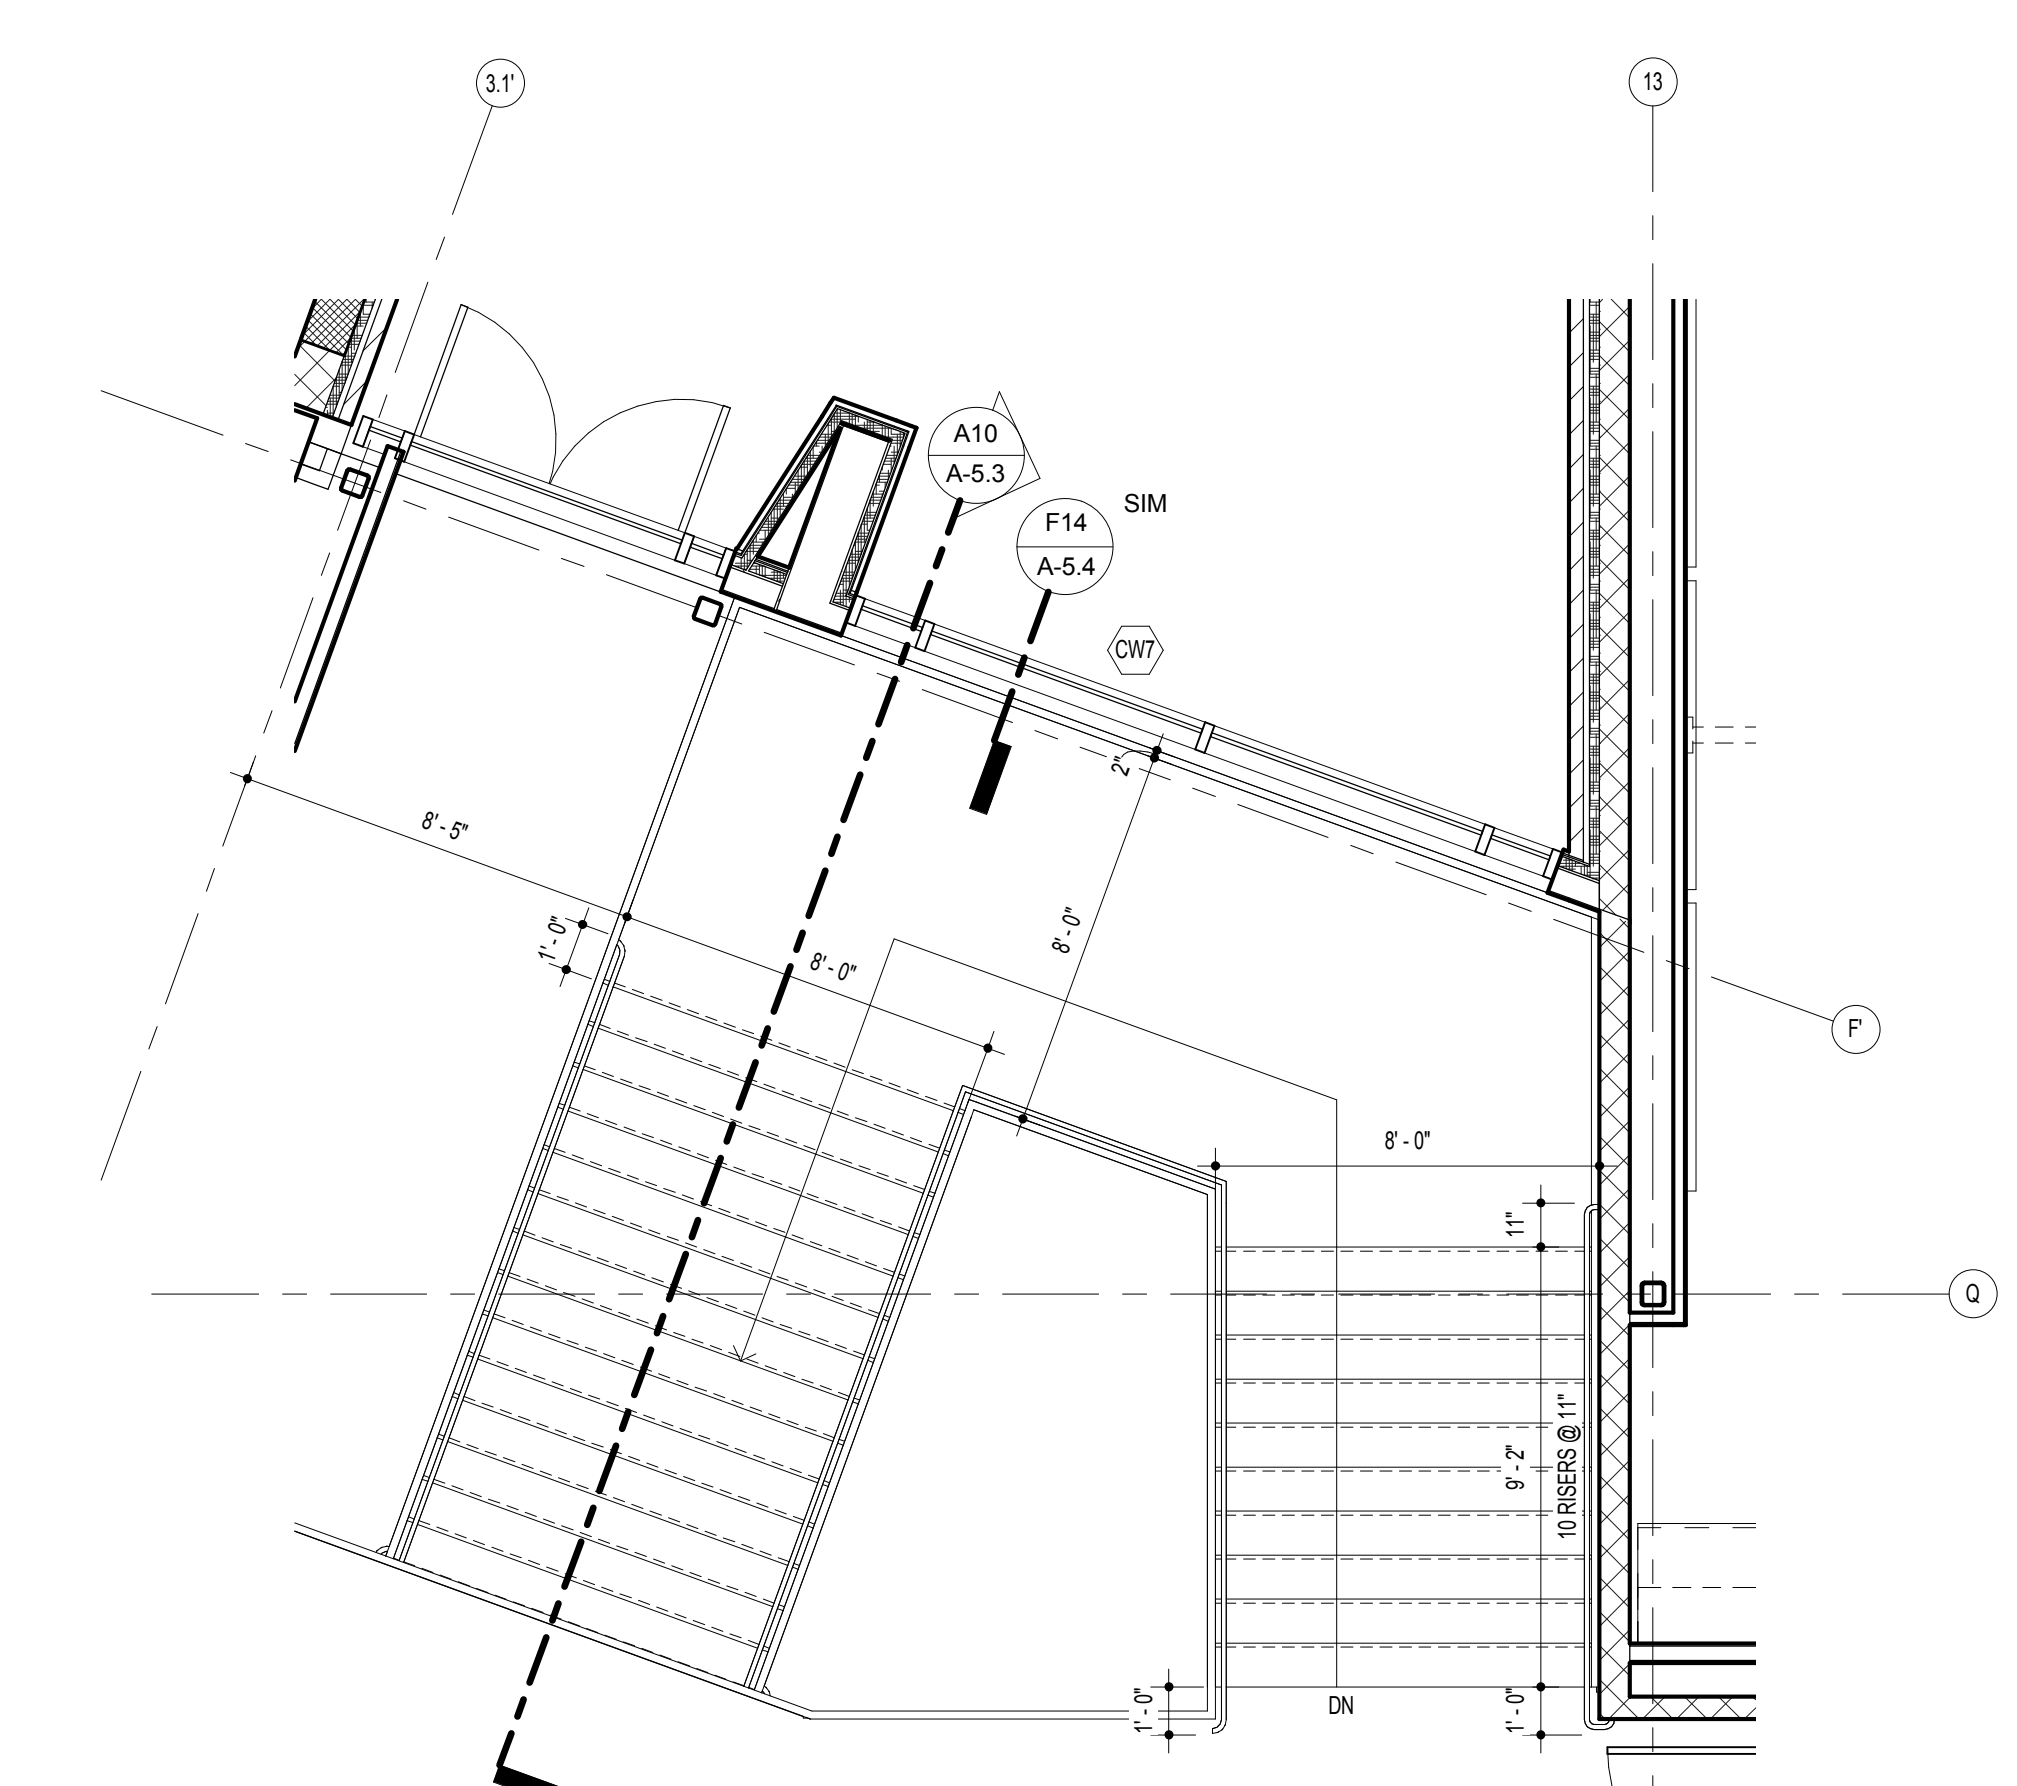 3.1'
13
A10
A-5.3
SIM
F14
A-5.4
CW7
2"
8' - 5"
1' - 0"
8' - 0"
8' - 0"
F'
8' - 0"
11"
Q
10 RISERS @ 11"
9' - 2"
1' - 0"
DN
1' - 0"